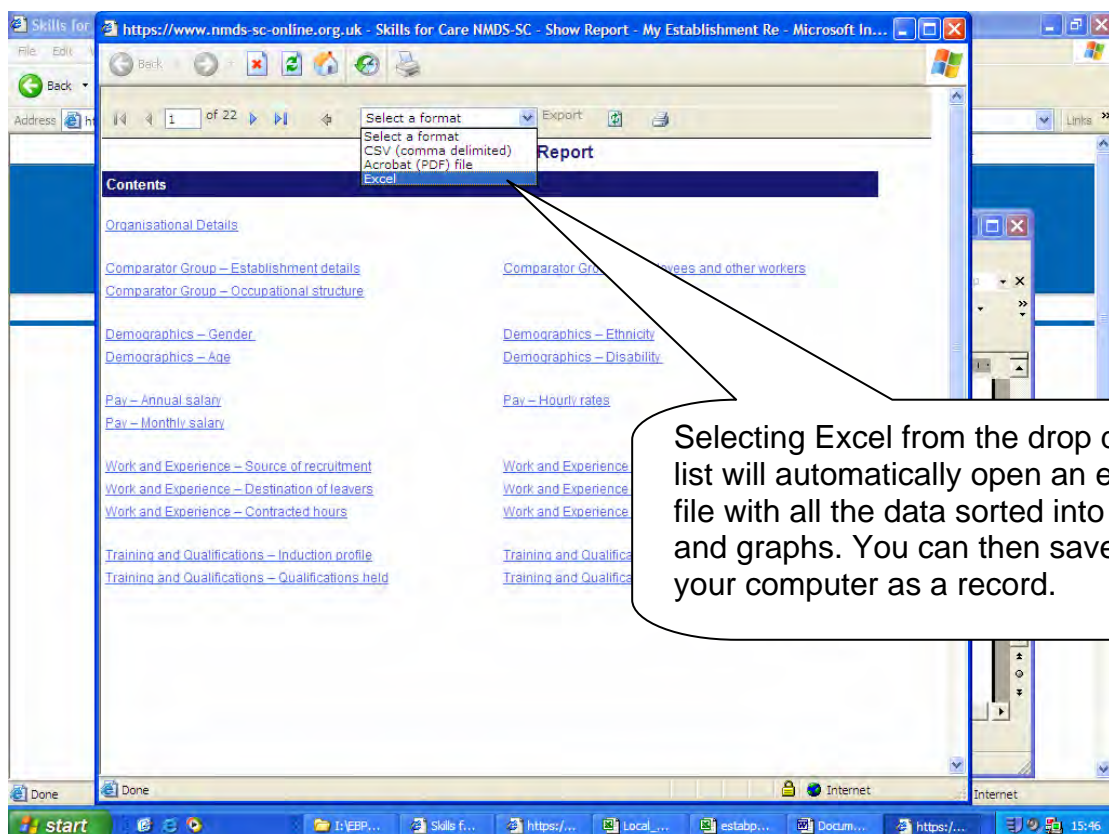 Skills for
https://www.nmds-sc-online.org.uk - Skills for Care NMDS-SC - Show Report - My Establishment Re - Microsoft In...
File Edit
Back
Back
Address
Links
1 of 22
Select a format
Export
Select a format
CSV (comma delimited)
Acrobat (PDF) file
Excel
Report
Contents
Organisational Details
Comparator Group – Establishment details
Comparator Gro yees and other workers
Comparator Group – Occupational structure
Demographics – Gender
Demographics – Ethnicity
Demographics – Age
Demographics – Disability
Pay – Annual salary
Pay – Hourly rates
Pay – Monthly salary
Work and Experience – Source of recruitment
Work and Experience
Work and Experience – Destination of leavers
Work and Experience
Work and Experience – Contracted hours
Work and Experience
Training and Qualifications – Induction profile
Training and Qualifica
Training and Qualifications – Qualifications held
Training and Qualifica
Selecting Excel from the drop
list will automatically open an
file with all the data sorted into
and graphs. You can then save
your computer as a record.
Done
Done
Internet
Internet
start
I:\EBP...
Skills f...
https:/...
Local_...
estabp...
Docum...
https:/...
15:46